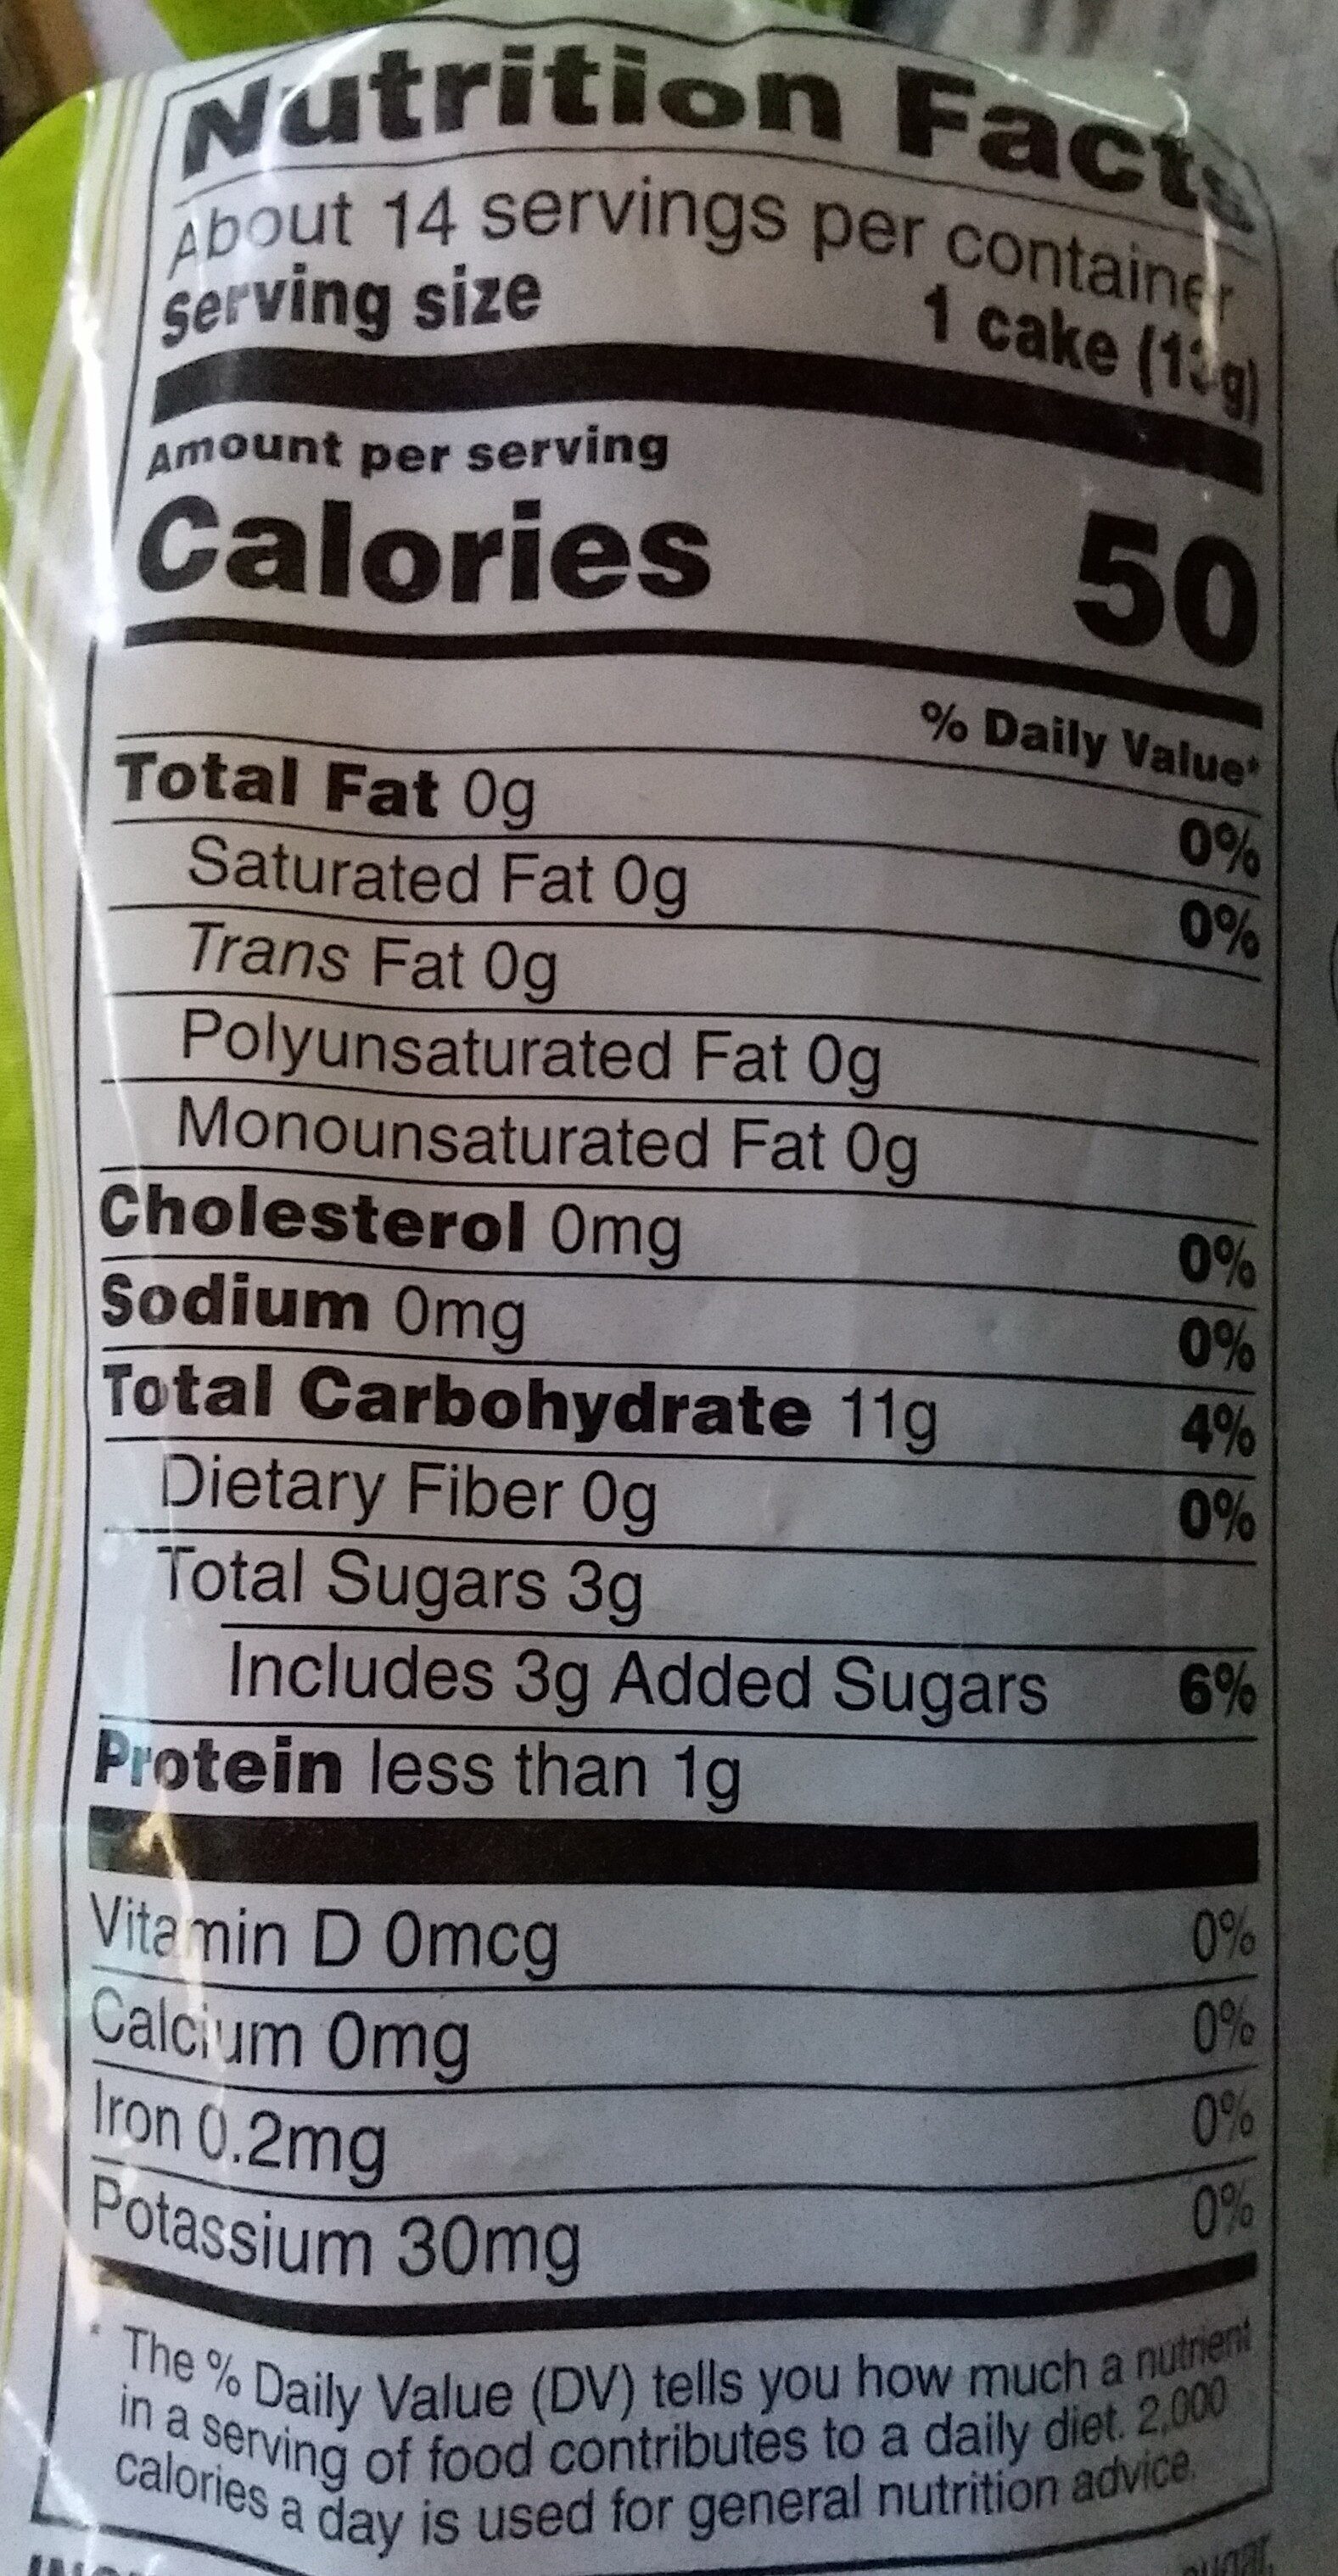 Nutrition Facts
About 14 servings per container
serving size 1 cake (13g)
Amount per serving
Calories 50
% Daily Value*
Total Fat 0g 0%
Saturated Fat 0g 0%
Trans Fat 0g
Polyunsaturated Fat 0g
Monounsaturated Fat 0g
Cholesterol 0mg 0%
Sodium 0mg 0%
Total Carbohydrate 11g 4%
Dietary Fiber 0g 0%
Total Sugars 3g
Includes 3g Added Sugars 6%
Protein less than 1g
Vitamin D 0mcg 0%
Calcium 0mg 0%
Iron 0.2mg 0%
Potassium 30mg 0%
* The % Daily Value (DV) tells you how much a nutrient
in a serving of food contributes to a daily diet. 2,000
calories a day is used for general nutrition advice.